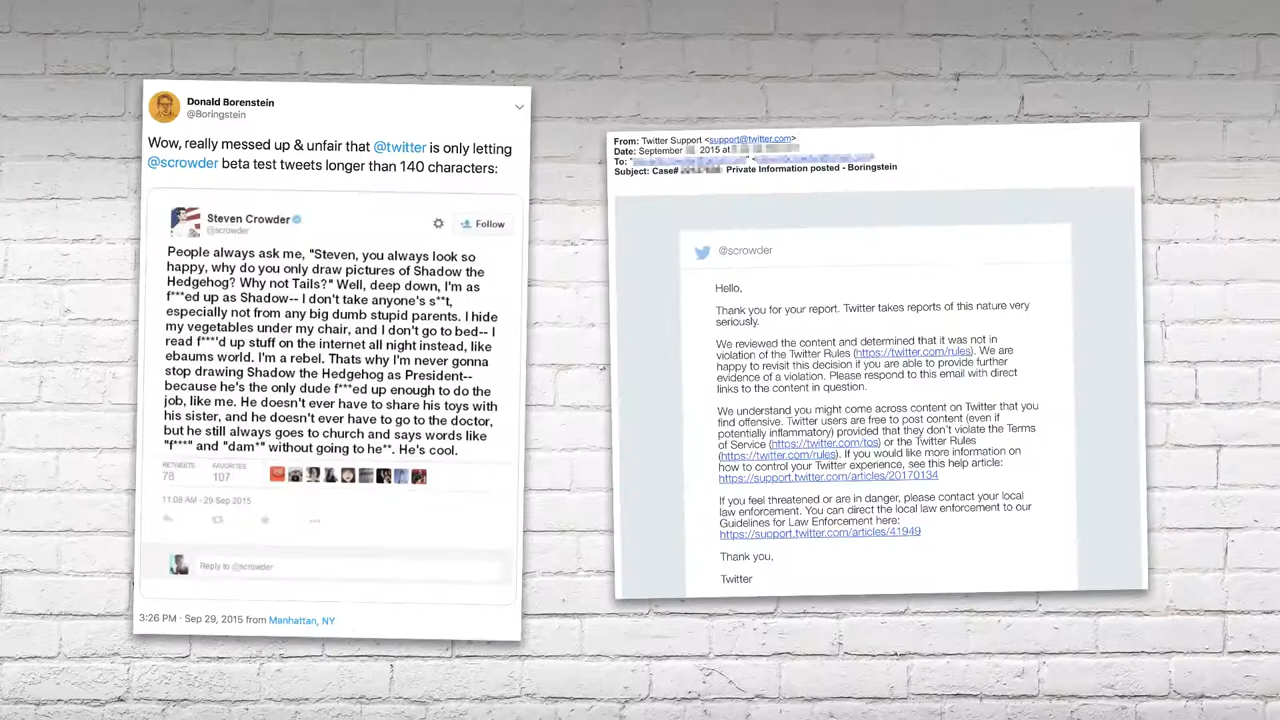 Donald Borenstein
@Boringstein
Wow, really messed up & unfair that @twitter is only letting
@scrowder beta test tweets longer than 140 characters:
Steven Crowder
@scrowder
Follow
People always ask me, "Steven, you always look so
happy, why do you only draw pictures of Shadow the
Hedgehog? Why not Tails?" Well, deep down, I'm as
f***ed up as Shadow-- I don't take anyone's s**t,
especially not from any big dumb stupid parents. I hide
my vegetables under my chair, and I don't go to bed-- I
read f***'d up stuff on the internet all night instead, like
ebaums world. I'm a rebel. Thats why I'm never gonna
stop drawing Shadow the Hedgehog as President--
because he's the only dude f***ed up enough to do the
job, like me. He doesn't ever have to share his toys with
his sister, and he doesn't ever have to go to the doctor,
but he still always goes to church and says words like
"f***" and "dam*" without going to he**. He's cool.
RETWEETS FAVORITES
78 107
11:08 AM - 29 Sep 2015
Reply to @scrowder
3:26 PM · Sep 29, 2015 from Manhattan, NY
From: Twitter Support <support@twitter.com>
Date: September 2015 at
To:
Subject: Case# Private Information posted - Boringstein
@scrowder
Hello,
Thank you for your report. Twitter takes reports of this nature very
seriously.
We reviewed the content and determined that it was not in
violation of the Twitter Rules (https://twitter.com/rules). We are
happy to revisit this decision if you are able to provide further
evidence of a violation. Please respond to this email with direct
links to the content in question.
We understand you might come across content on Twitter that you
find offensive. Twitter users are free to post content (even if
potentially inflammatory) provided that they don't violate the Terms
of Service (https://twitter.com/tos) or the Twitter Rules
(https://twitter.com/rules). If you would like more information on
how to control your Twitter experience, see this help article:
https://support.twitter.com/articles/20170134
If you feel threatened or are in danger, please contact your local
law enforcement. You can direct the local law enforcement to our
Guidelines for Law Enforcement here:
https://support.twitter.com/articles/41949
Thank you,
Twitter